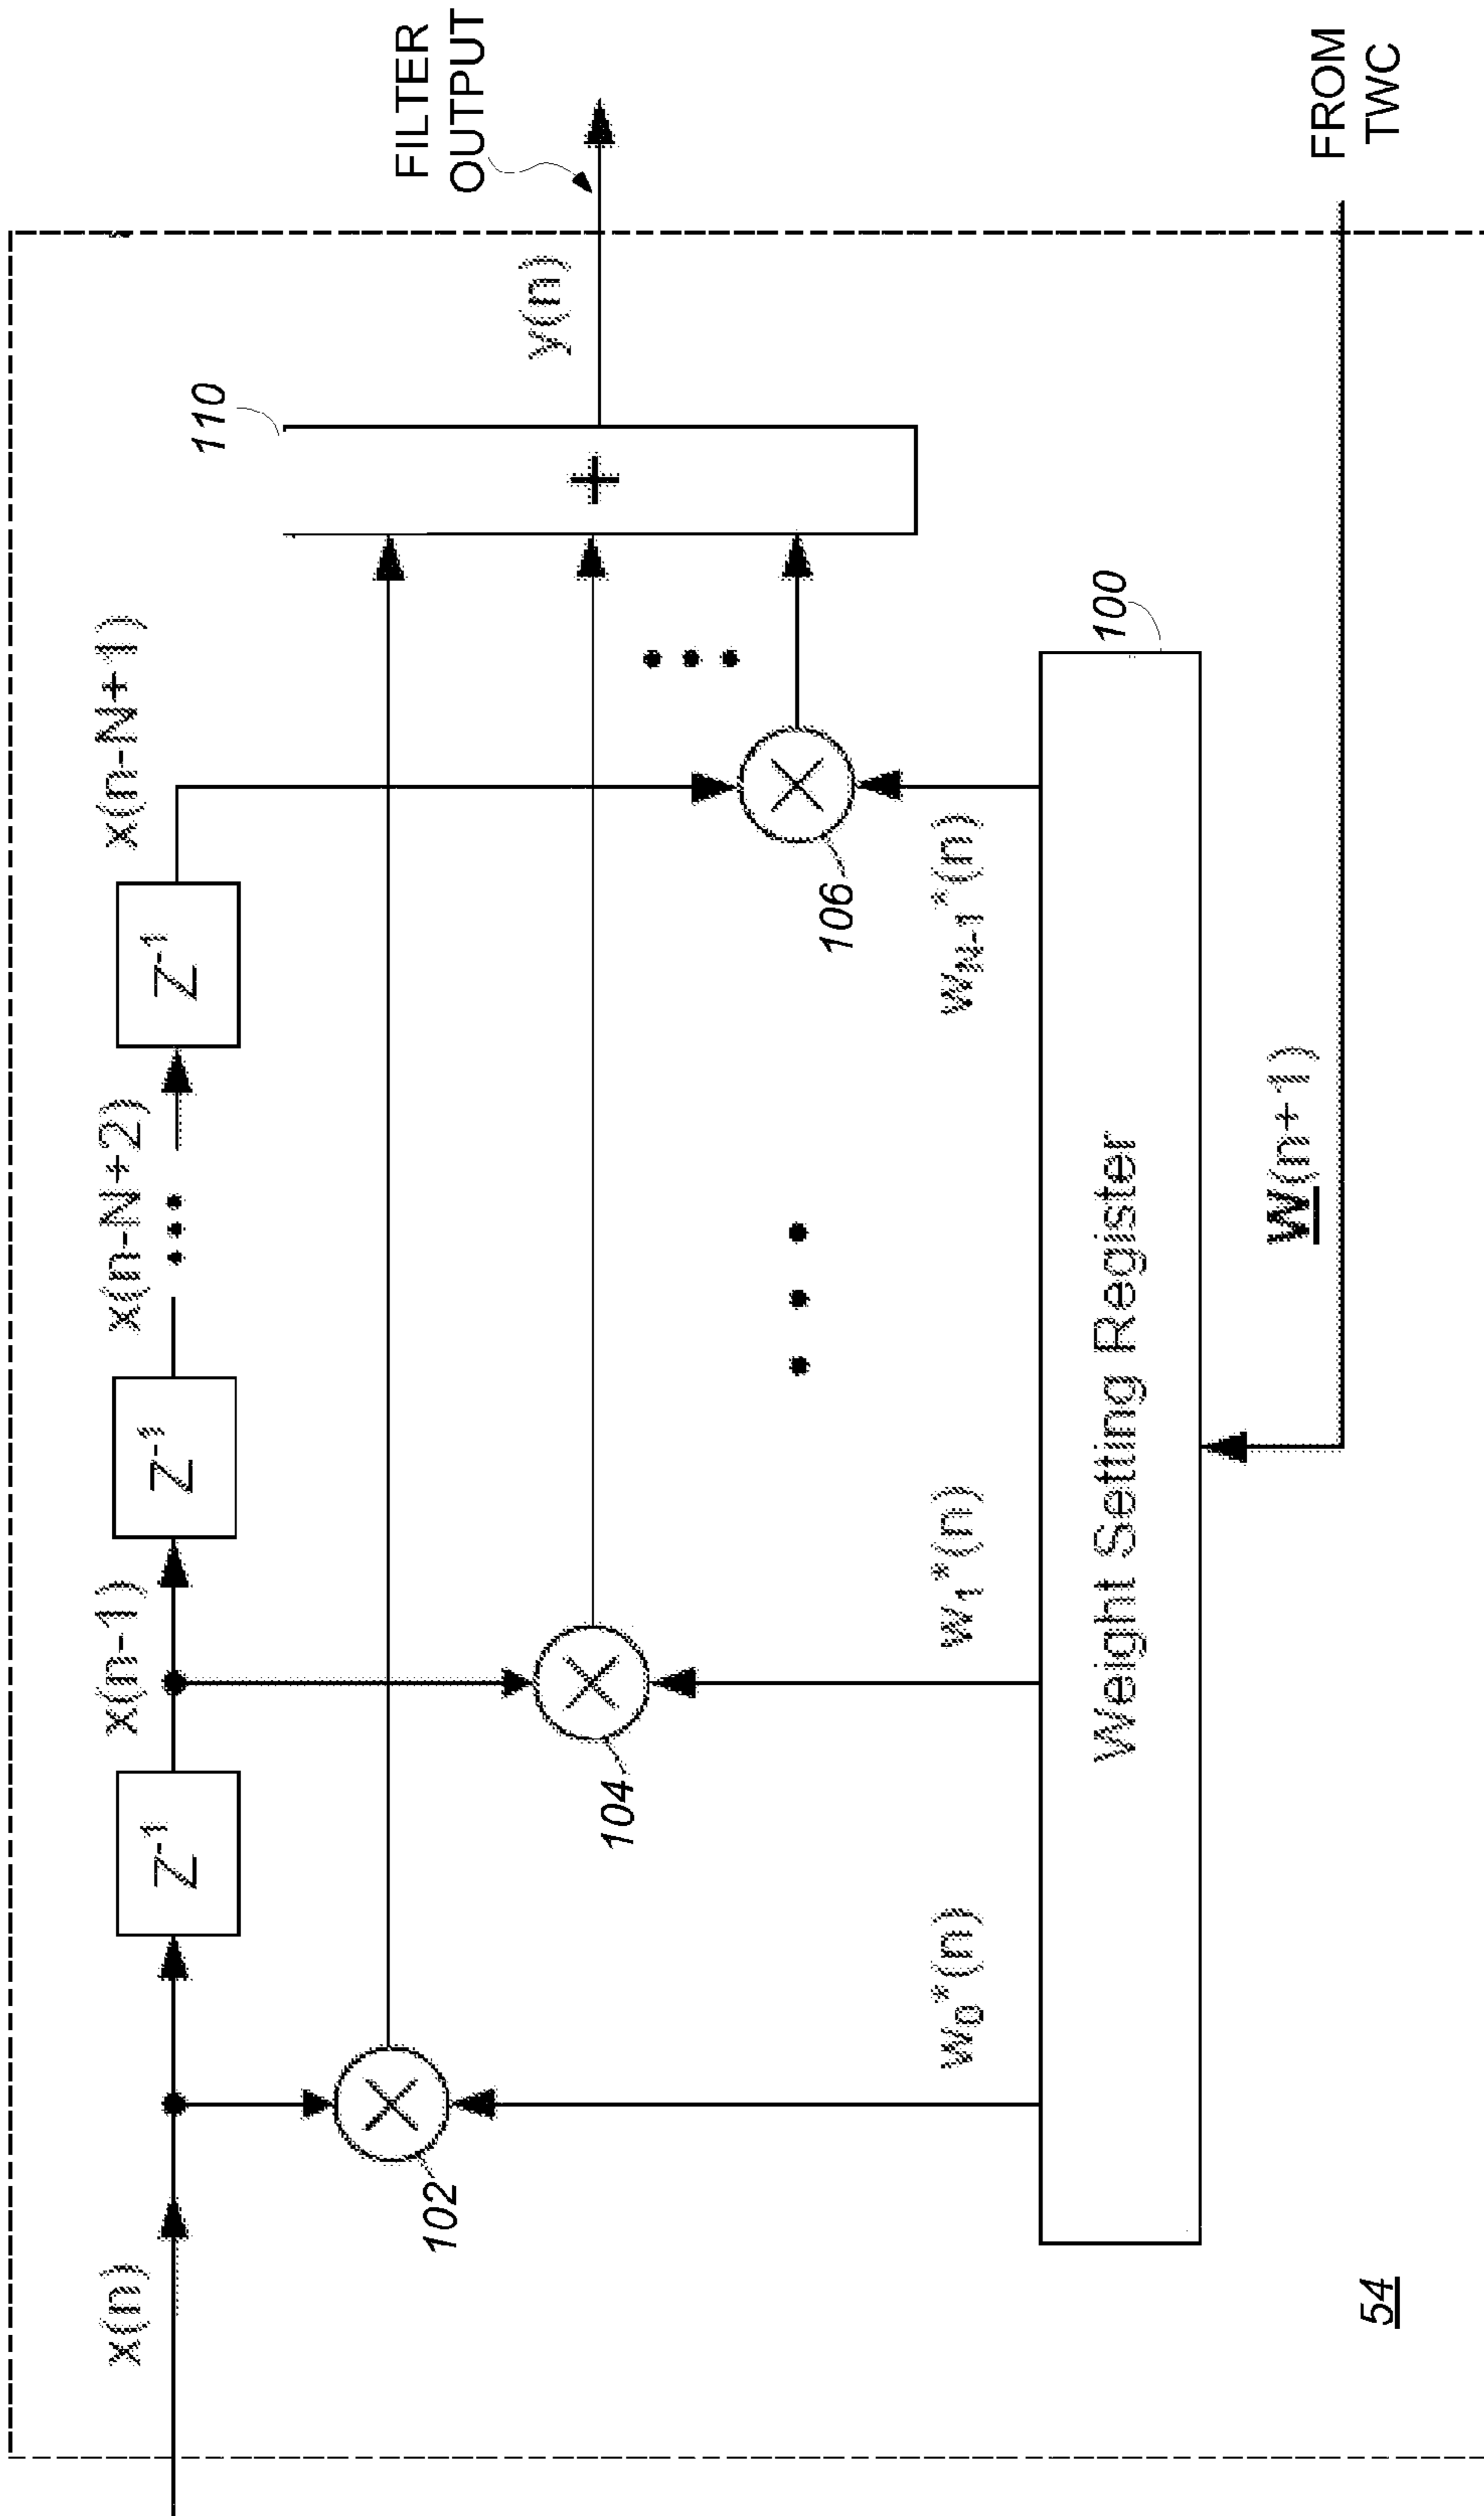 x(n)
x(n-1)
x(n-N+2)
x(n-N+1)
Z⁻¹
Z⁻¹
Z⁻¹
110
FILTER
OUTPUT
y(n)
+
102
104
106
w₀*(n)
w₁*(n)
w_N-1*(n)
100
Weight Setting Register
W(n+1)
FROM
TWC
54